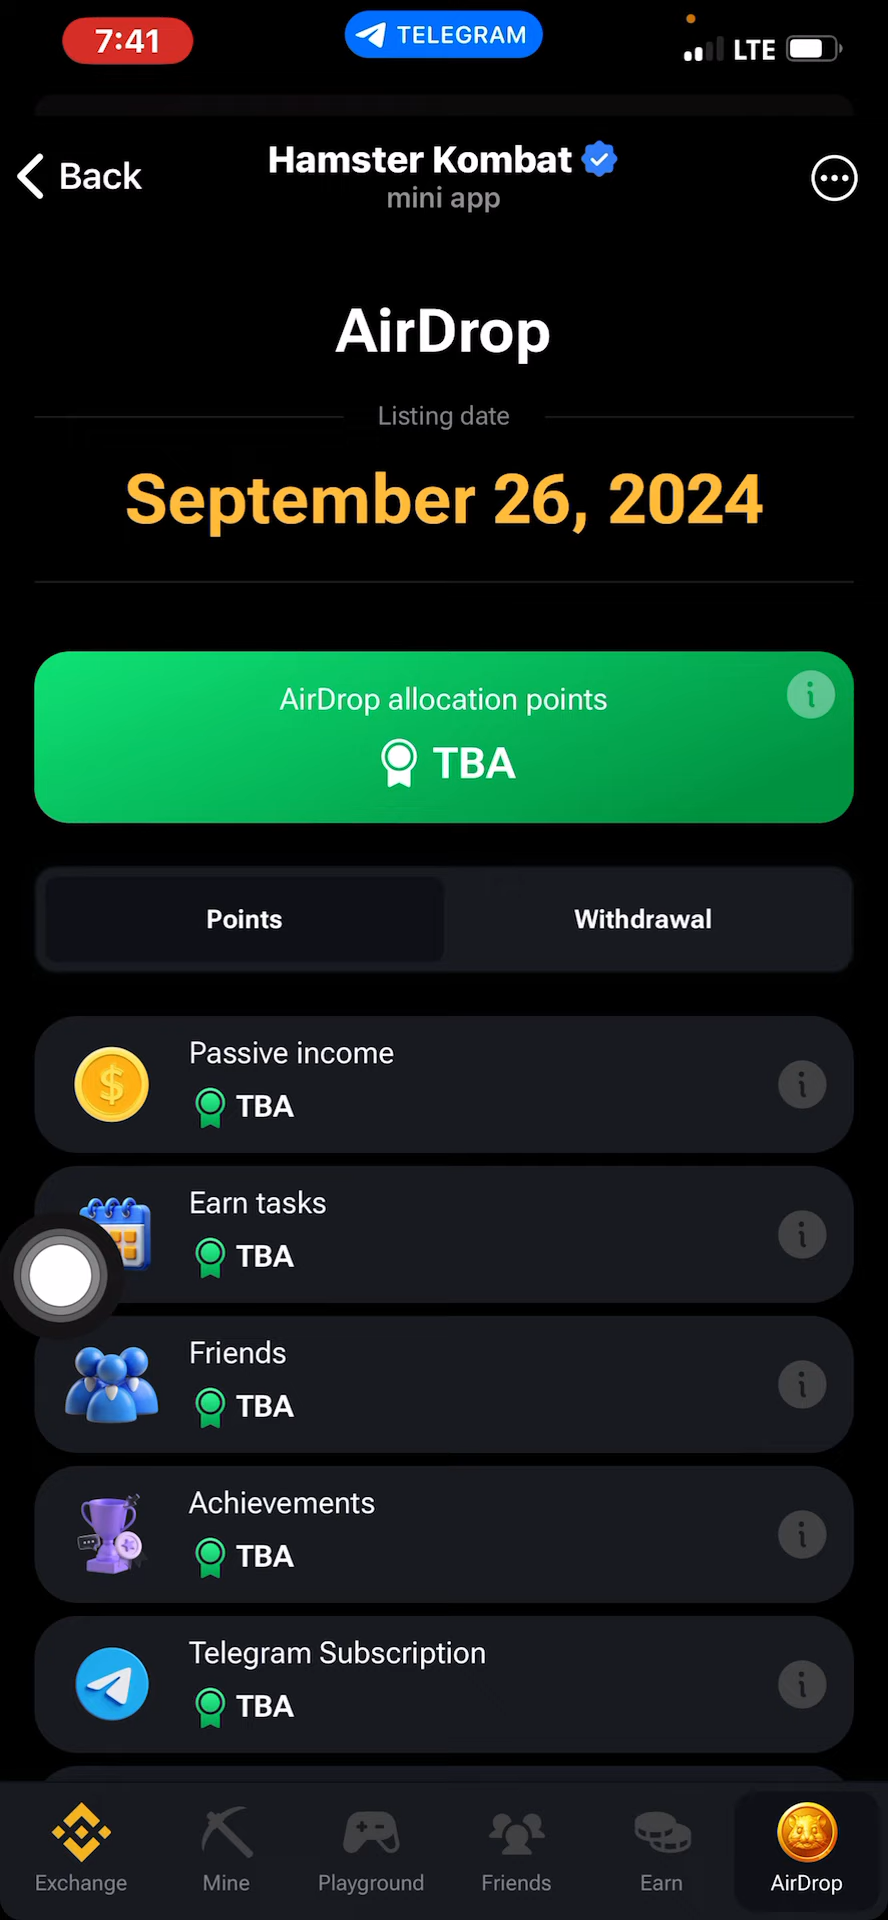 7:41
TELEGRAM
LTE
Back
Hamster Kombat
mini app
AirDrop
Listing date
September 26, 2024
AirDrop allocation points
TBA
Points
Withdrawal
Passive income
TBA
Earn tasks
TBA
Friends
TBA
Achievements
TBA
Telegram Subscription
TBA
Exchange
Mine
Playground
Friends
Earn
AirDrop